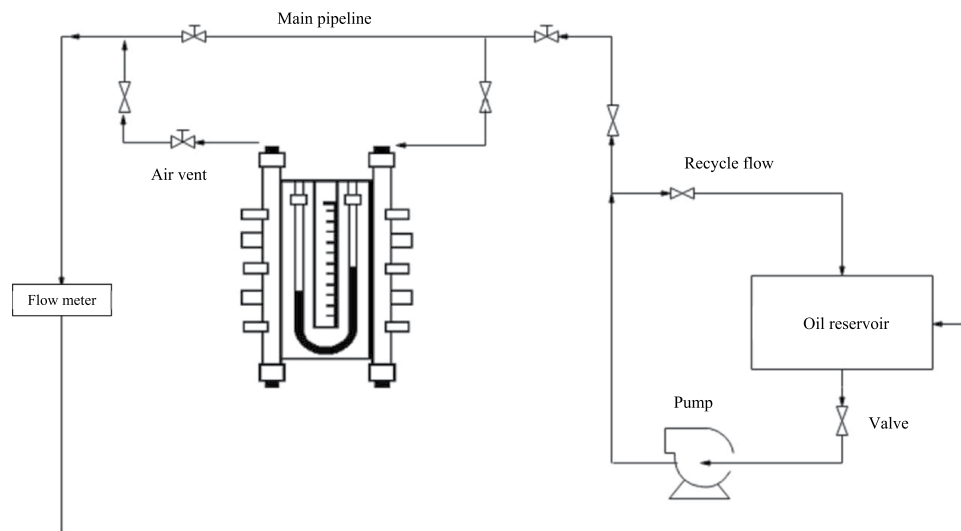 Main pipeline
Recycle flow
Air vent
Flow meter
Oil reservoir
Pump
Valve